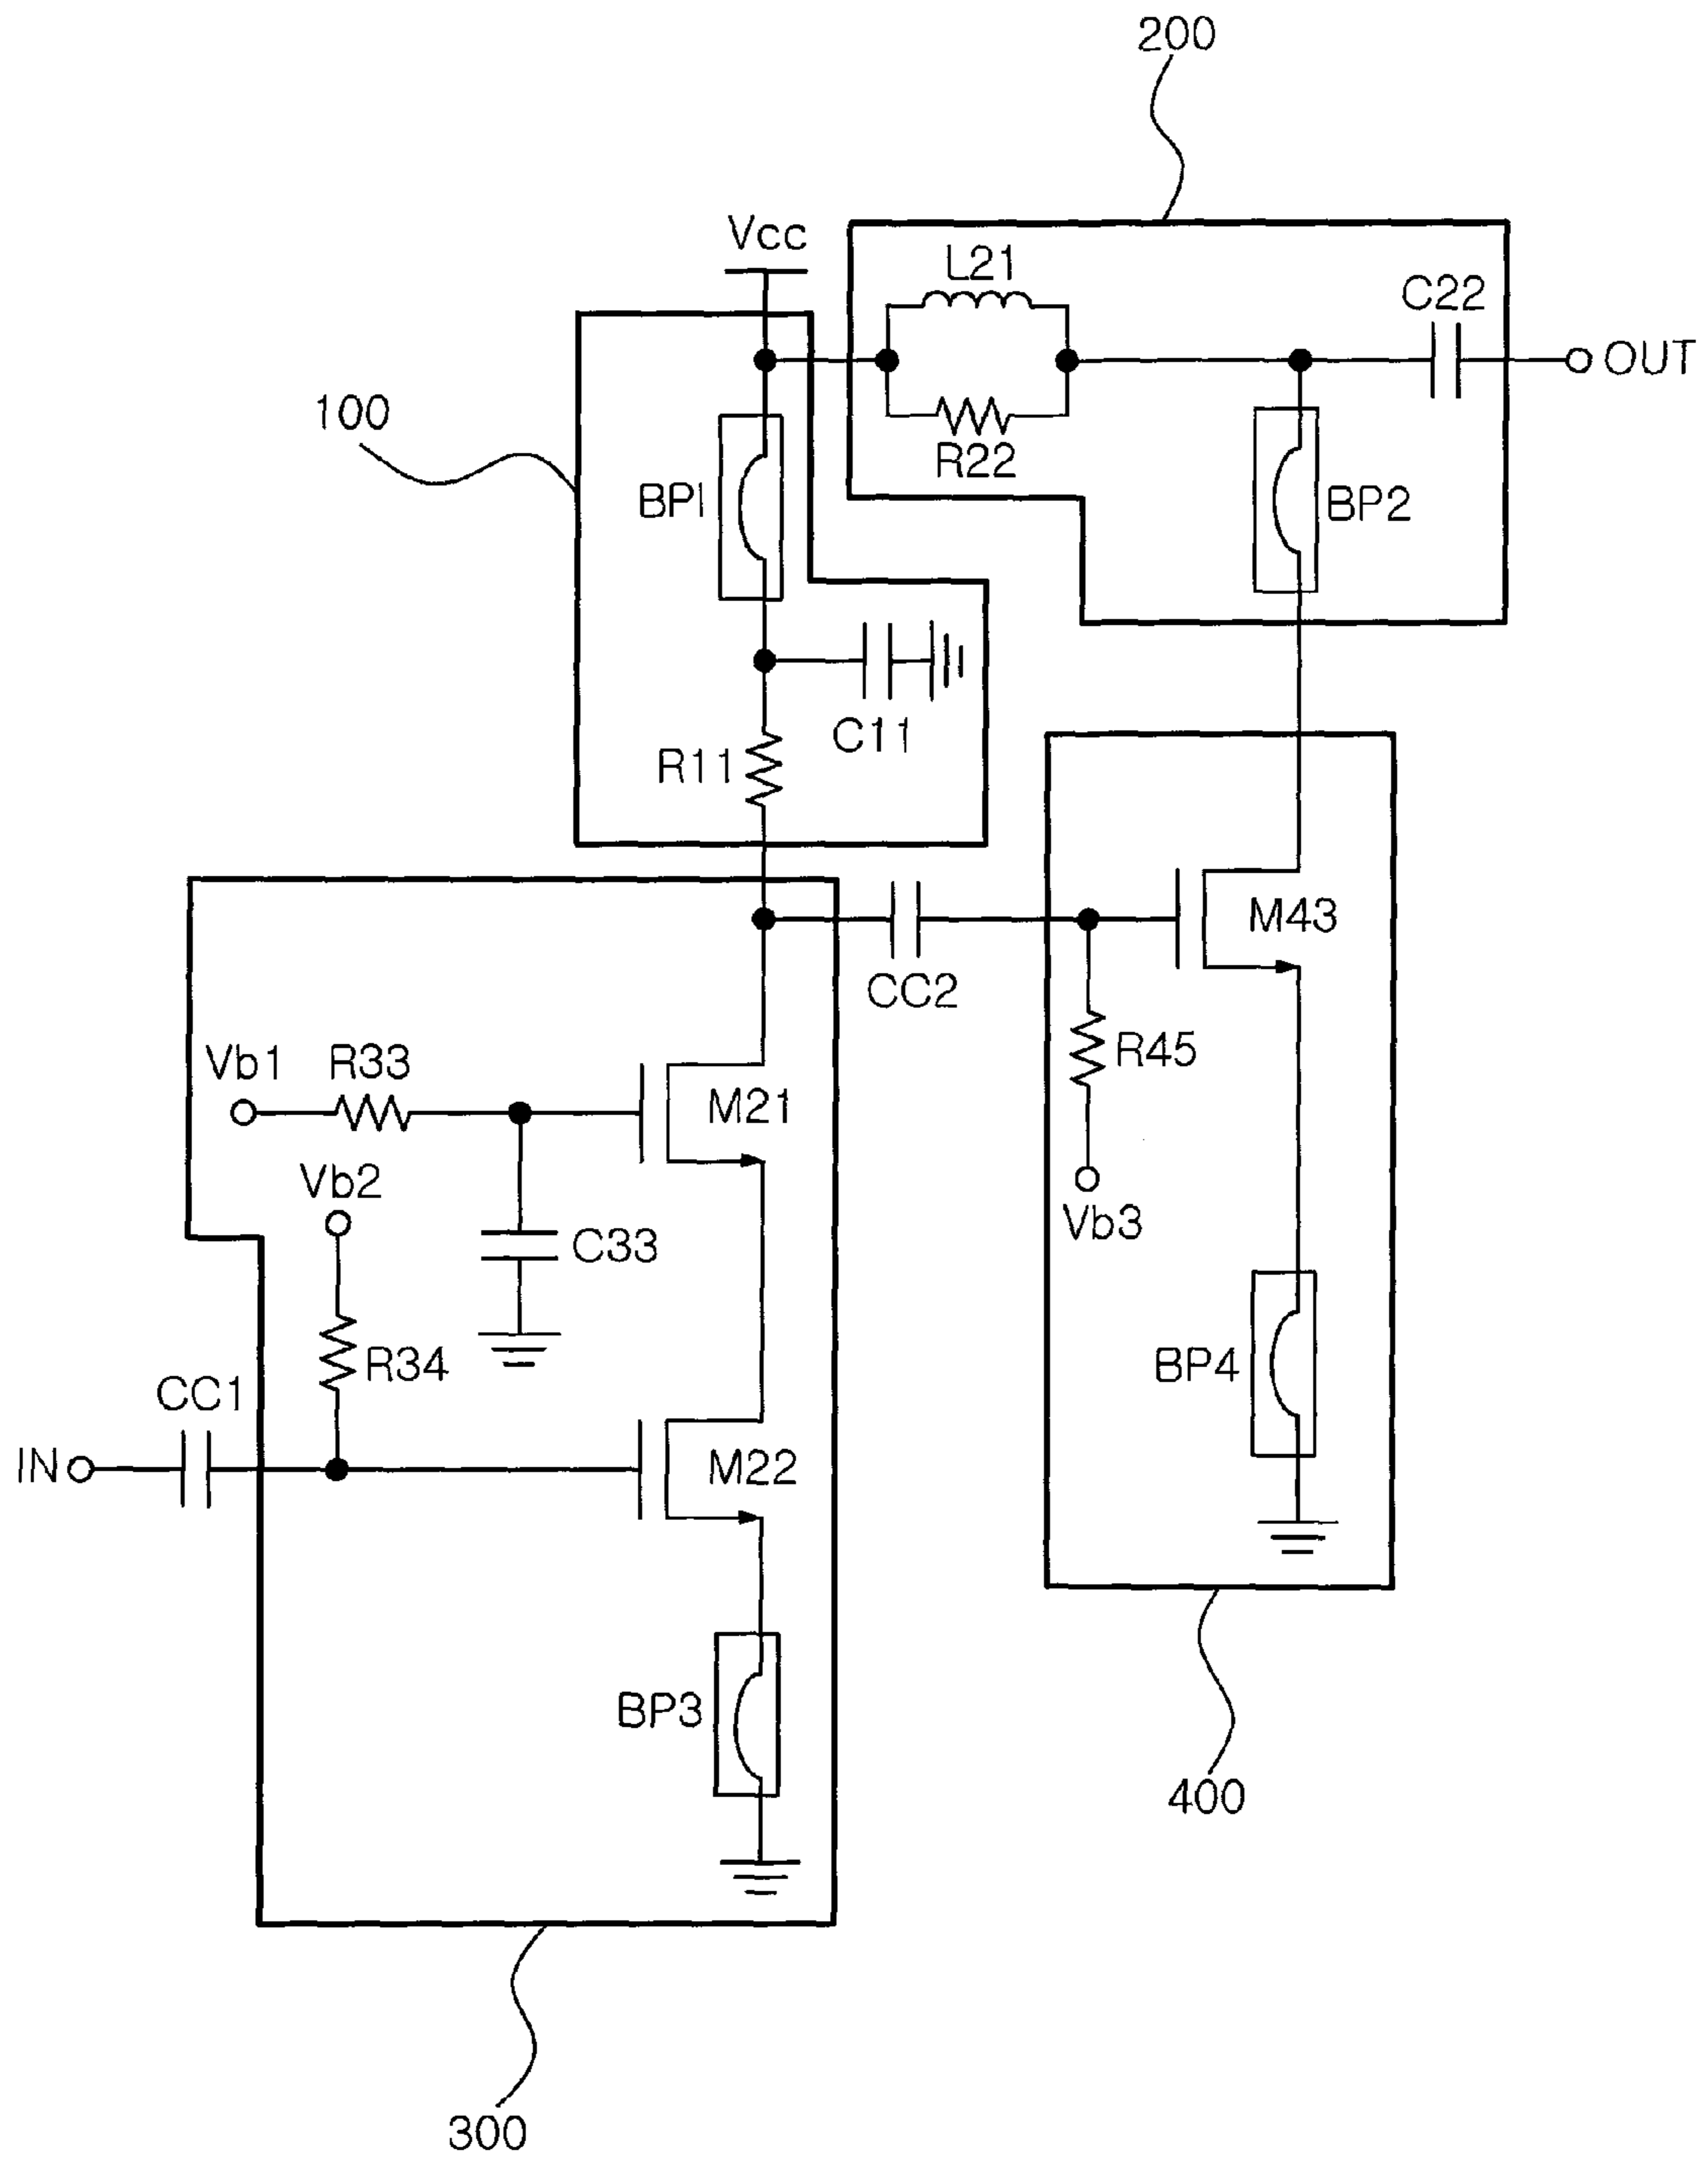 200
Vcc
L21
C22
OUT
R22
100
BP1
BP2
C11
R11
M43
CC2
R45
Vb1
R33
M21
Vb2
Vb3
C33
R34
BP4
CC1
IN
M22
BP3
400
300